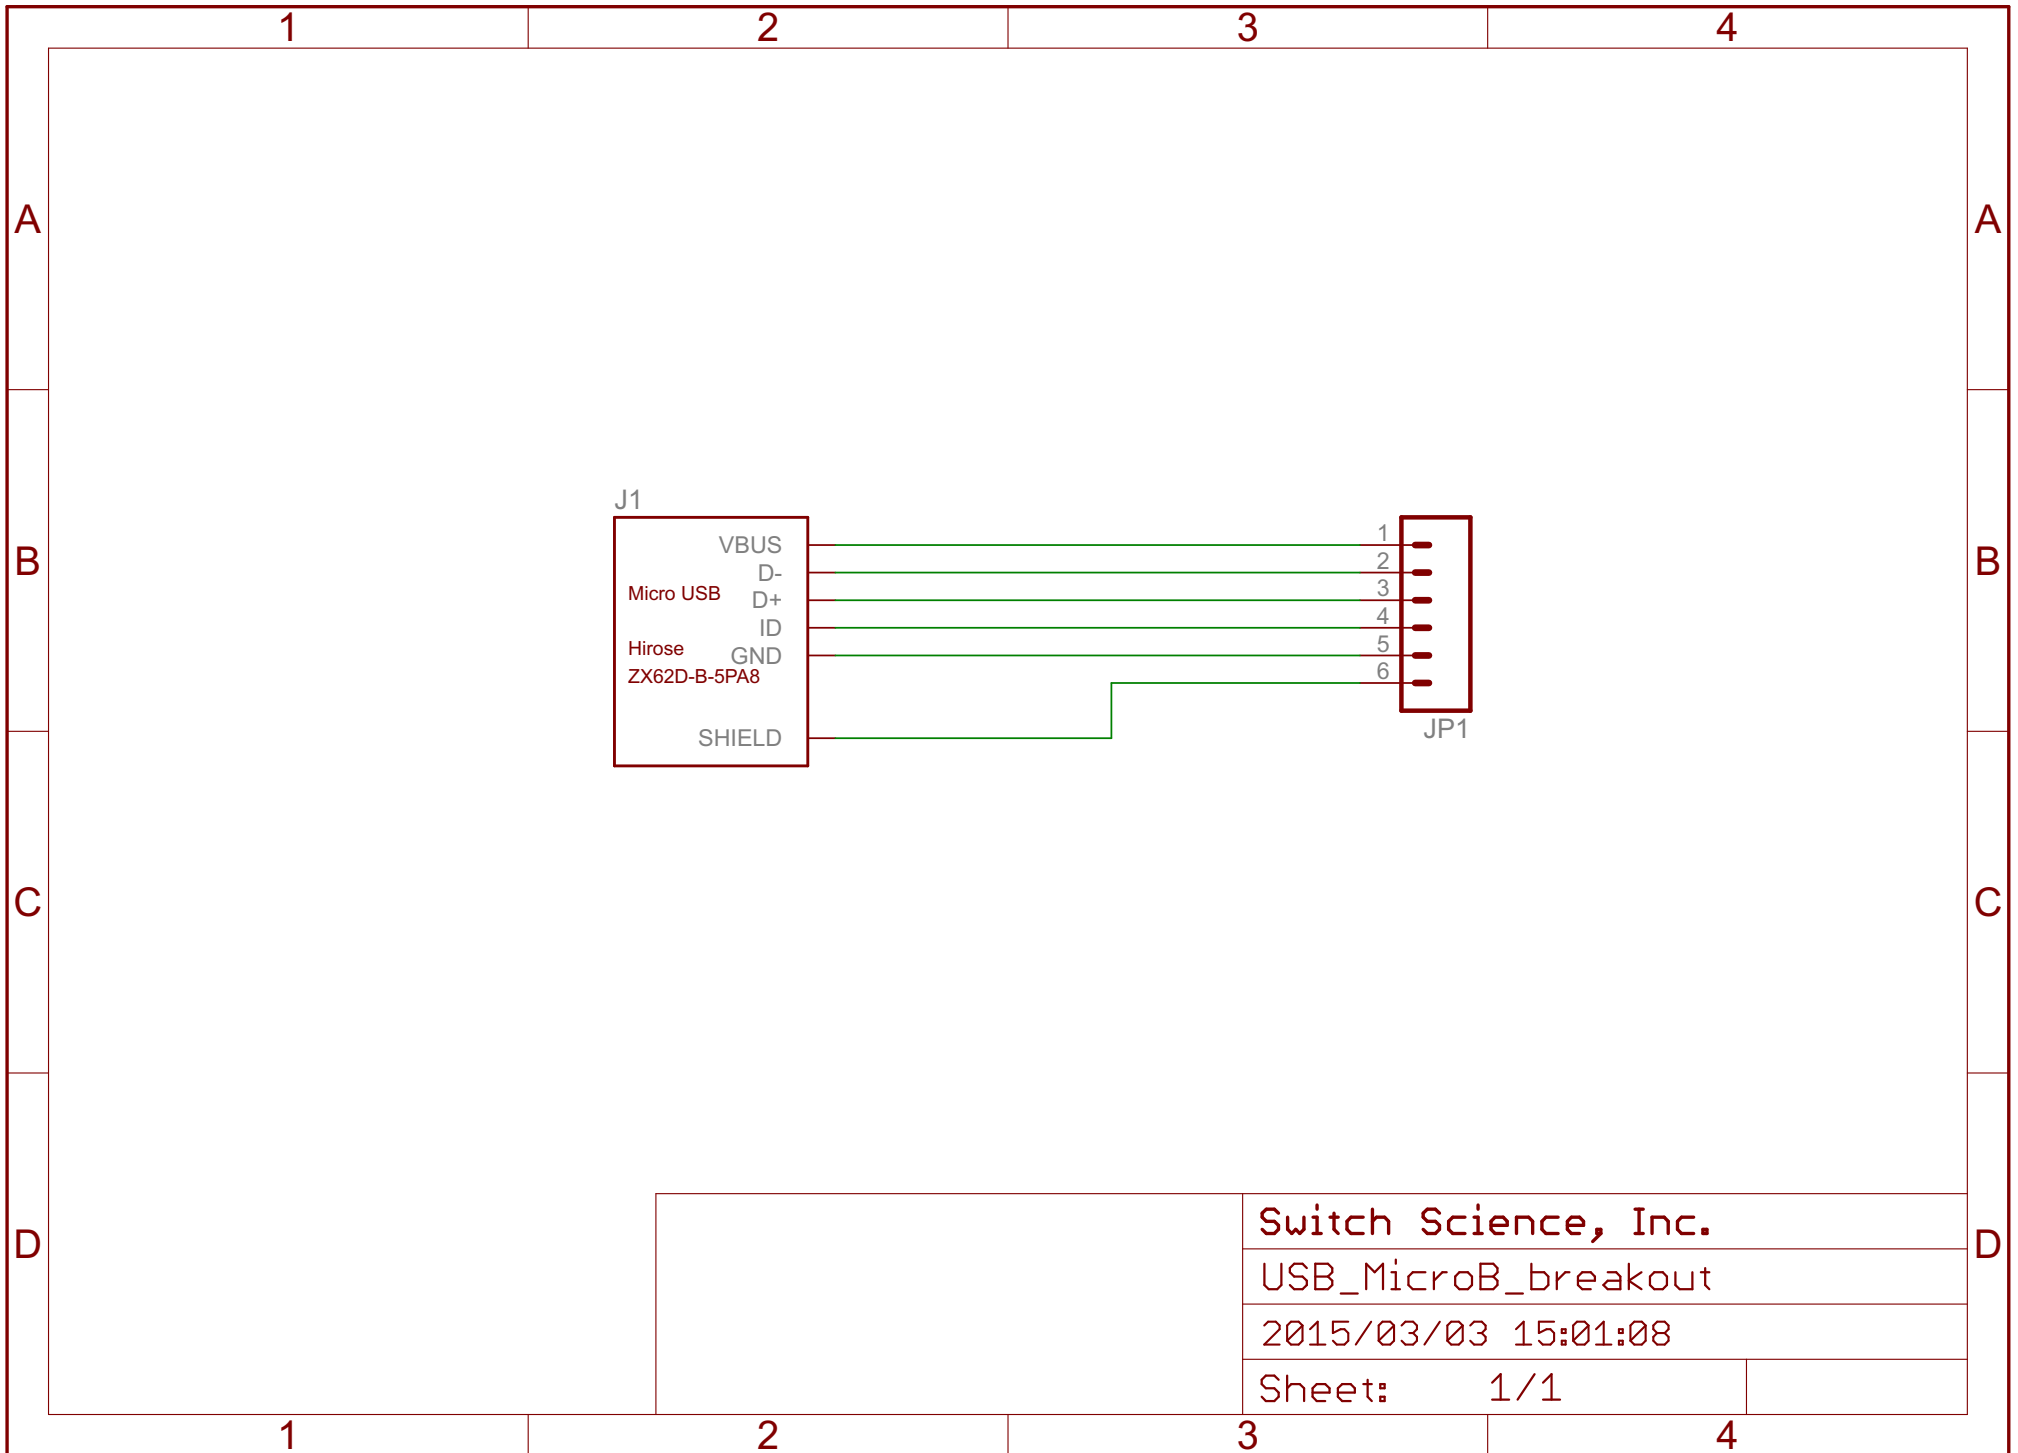 1 2 3 4
A A
J1
VBUS 1
D- 2
Micro USB D+ 3
ID 4
Hirose GND 5
ZX62D-B-5PA8 6
SHIELD JP1
B B
C C
Switch Science, Inc.
D D
USB_MicroB_breakout
2015/03/03 15:01:08
Sheet: 1/1
1 2 3 4